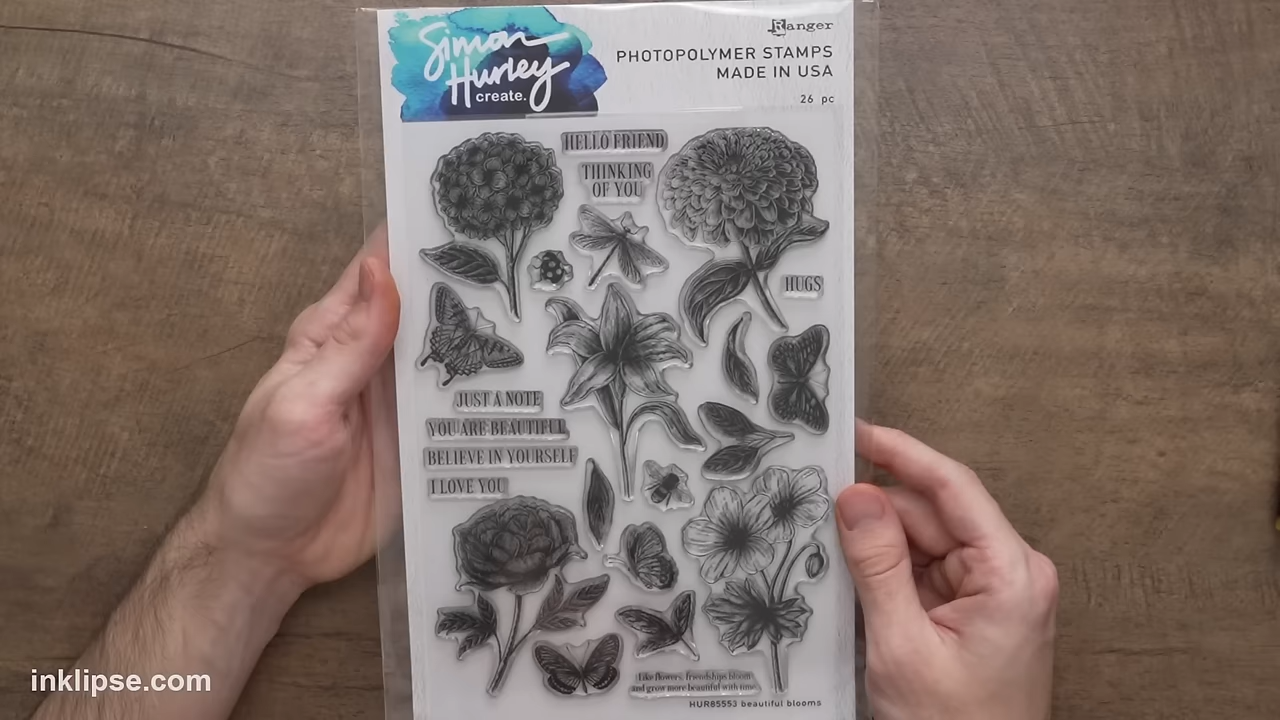 Simon
Hurley
create.
Ranger
PHOTOPOLYMER STAMPS
MADE IN USA
26 pc
HELLO FRIEND
THINKING
OF YOU
HUGS
JUST A NOTE
YOU ARE BEAUTIFUL
BELIEVE IN YOURSELF
I LOVE YOU
Like flowers, friendships bloom
and grow more beautiful with time.
HUR85553 beautiful blooms
inklipse.com